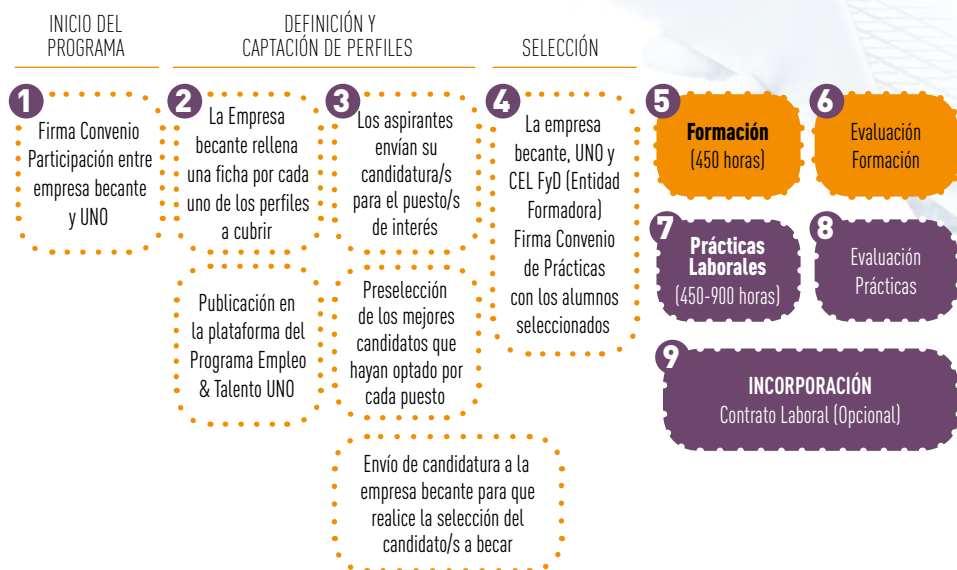 INICIO DEL
PROGRAMA
DEFINICIÓN Y
CAPTACIÓN DE PERFILES
SELECCIÓN
1
Firma Convenio
Participación entre
empresa becante
y UNO
2
La Empresa
becante rellena
una ficha por cada
uno de los perfiles
a cubrir
Publicación en
la plataforma del
Programa Empleo
& Talento UNO
3
Los aspirantes
envían su
candidatura/s
para el puesto/s
de interés
Preselección
de los mejores
candidatos que
hayan optado por
cada puesto
Envío de candidatura a la
empresa becante para que
realice la selección del
candidato/s a becar
4
La empresa
becante, UNO y
CEL FyD (Entidad
Formadora)
Firma Convenio
de Prácticas
con los alumnos
seleccionados
5
Formación
(450 horas)
6
Evaluación
Formación
7
Prácticas
Laborales
(450-900 horas)
8
Evaluación
Prácticas
9
INCORPORACIÓN
Contrato Laboral (Opcional)